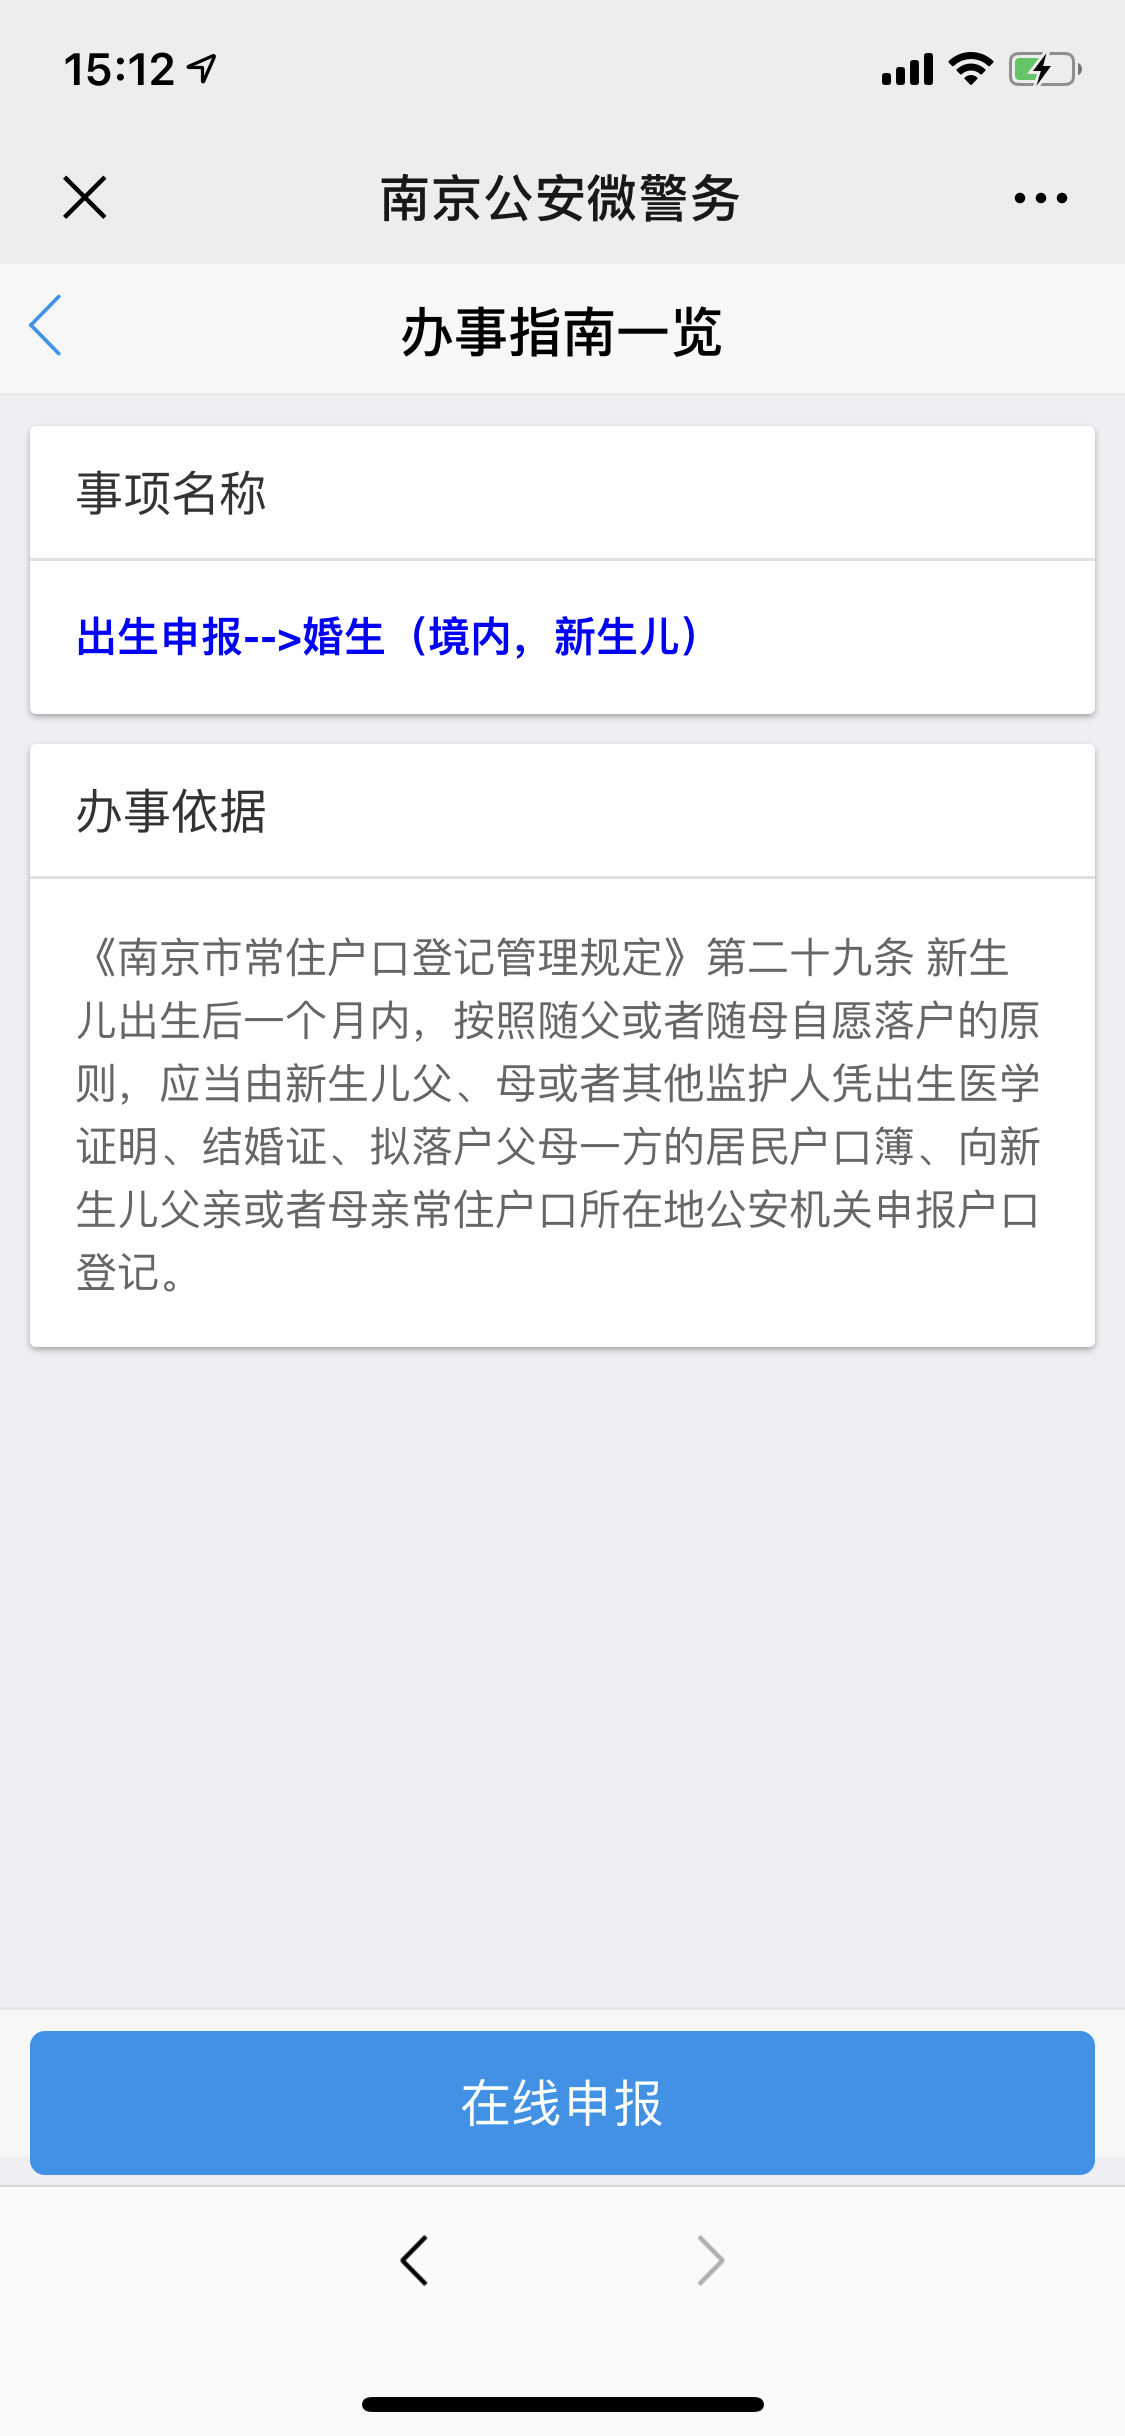 15:12
南京公安微警务
办事指南一览
事项名称
出生申报-->婚生（境内，新生儿）
办事依据
《南京市常住户口登记管理规定》第二十九条 新生
儿出生后一个月内，按照随父或者随母自愿落户的原
则，应当由新生儿父、母或者其他监护人凭出生医学
证明、结婚证、拟落户父母一方的居民户口簿、向新
生儿父亲或者母亲常住户口所在地公安机关申报户口
登记。
在线申报